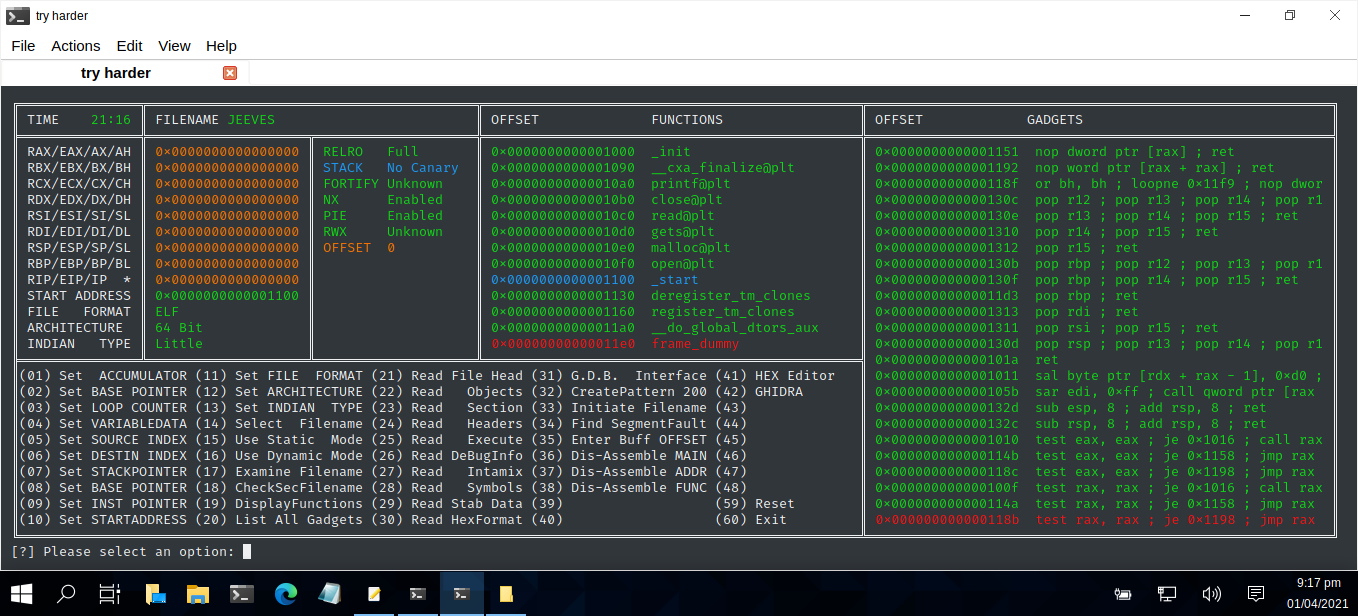 try harder
File Actions Edit View Help
try harder
TIME 21:16 FILENAME JEEVES OFFSET FUNCTIONS OFFSET GADGETS
RAX/EAX/AX/AH 0x0000000000000000 RELRO Full 0x0000000000001000 _init 0x0000000000001151 nop dword ptr [rax] ; ret
RBX/EBX/BX/BH 0x0000000000000000 STACK No Canary 0x0000000000001090 __cxa_finalize@plt 0x0000000000001192 nop word ptr [rax + rax] ; ret
RCX/ECX/CX/CH 0x0000000000000000 FORTIFY Unknown 0x00000000000010a0 printf@plt 0x000000000000118f or bh, bh ; loopne 0x11f9 ; nop dwor
RDX/EDX/DX/DH 0x0000000000000000 NX Enabled 0x00000000000010b0 close@plt 0x000000000000130c pop r12 ; pop r13 ; pop r14 ; pop r1
RSI/ESI/SI/SL 0x0000000000000000 PIE Enabled 0x00000000000010c0 read@plt 0x000000000000130e pop r13 ; pop r14 ; pop r15 ; ret
RDI/EDI/DI/DL 0x0000000000000000 RWX Unknown 0x00000000000010d0 gets@plt 0x0000000000001310 pop r14 ; pop r15 ; ret
RSP/ESP/SP/SL 0x0000000000000000 OFFSET 0 0x00000000000010e0 malloc@plt 0x0000000000001312 pop r15 ; ret
RBP/EBP/BP/BL 0x0000000000000000 0x00000000000010f0 open@plt 0x000000000000130b pop rbp ; pop r12 ; pop r13 ; pop r1
RIP/EIP/IP * 0x0000000000000000 0x0000000000001100 _start 0x000000000000130f pop rbp ; pop r14 ; pop r15 ; ret
START ADDRESS 0x0000000000001100 0x0000000000001130 deregister_tm_clones 0x00000000000011d3 pop rbp ; ret
FILE FORMAT ELF 0x0000000000001160 register_tm_clones 0x0000000000001313 pop rdi ; ret
ARCHITECTURE 64 Bit 0x00000000000011a0 __do_global_dtors_aux 0x0000000000001311 pop rsi ; pop r15 ; ret
INDIAN TYPE Little 0x00000000000011e0 frame_dummy 0x000000000000130d pop rsp ; pop r13 ; pop r14 ; pop r1
0x000000000000101a ret
(01) Set ACCUMULATOR (11) Set FILE FORMAT (21) Read File Head (31) G.D.B. Interface (41) HEX Editor 0x0000000000001011 sal byte ptr [rdx + rax - 1], 0xd0 ;
(02) Set BASE POINTER (12) Set ARCHITECTURE (22) Read Objects (32) CreatePattern 200 (42) GHIDRA 0x000000000000105b sar edi, 0xff ; call qword ptr [rax
(03) Set LOOP COUNTER (13) Set INDIAN TYPE (23) Read Section (33) Initiate Filename (43) 0x000000000000132d sub esp, 8 ; add rsp, 8 ; ret
(04) Set VARIABLEDATA (14) Select Filename (24) Read Headers (34) Find SegmentFault (44) 0x000000000000132c sub rsp, 8 ; add rsp, 8 ; ret
(05) Set SOURCE INDEX (15) Use Static Mode (25) Read Execute (35) Enter Buff OFFSET (45) 0x0000000000001010 test eax, eax ; je 0x1016 ; call rax
(06) Set DESTIN INDEX (16) Use Dynamic Mode (26) Read DeBugInfo (36) Dis-Assemble MAIN (46) 0x000000000000114b test eax, eax ; je 0x1158 ; jmp rax
(07) Set STACKPOINTER (17) Examine Filename (27) Read Intamix (37) Dis-Assemble ADDR (47) 0x000000000000118c test eax, eax ; je 0x1198 ; jmp rax
(08) Set BASE POINTER (18) CheckSecFilename (28) Read Symbols (38) Dis-Assemble FUNC (48) 0x000000000000100f test rax, rax ; je 0x1016 ; call rax
(09) Set INST POINTER (19) DisplayFunctions (29) Read Stab Data (39) (59) Reset 0x000000000000114a test rax, rax ; je 0x1158 ; jmp rax
(10) Set STARTADDRESS (20) List All Gadgets (30) Read HexFormat (40) (60) Exit 0x000000000000118b test rax, rax ; je 0x1198 ; jmp rax
[?] Please select an option:
9:17 pm
01/04/2021